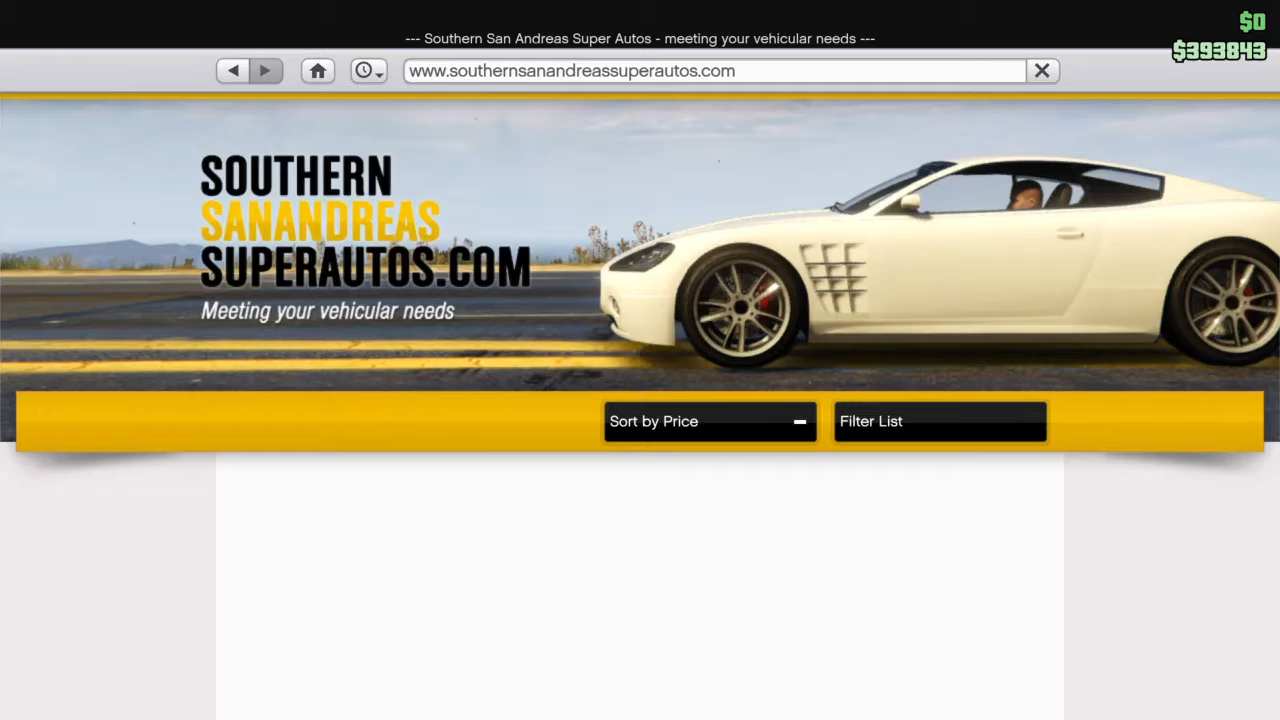 --- Southern San Andreas Super Autos - meeting your vehicular needs ---
$0
$393843
www.southernsanandreassuperautos.com
SOUTHERN
SANANDREAS
SUPERAUTOS.COM
Meeting your vehicular needs
Sort by Price
Filter List